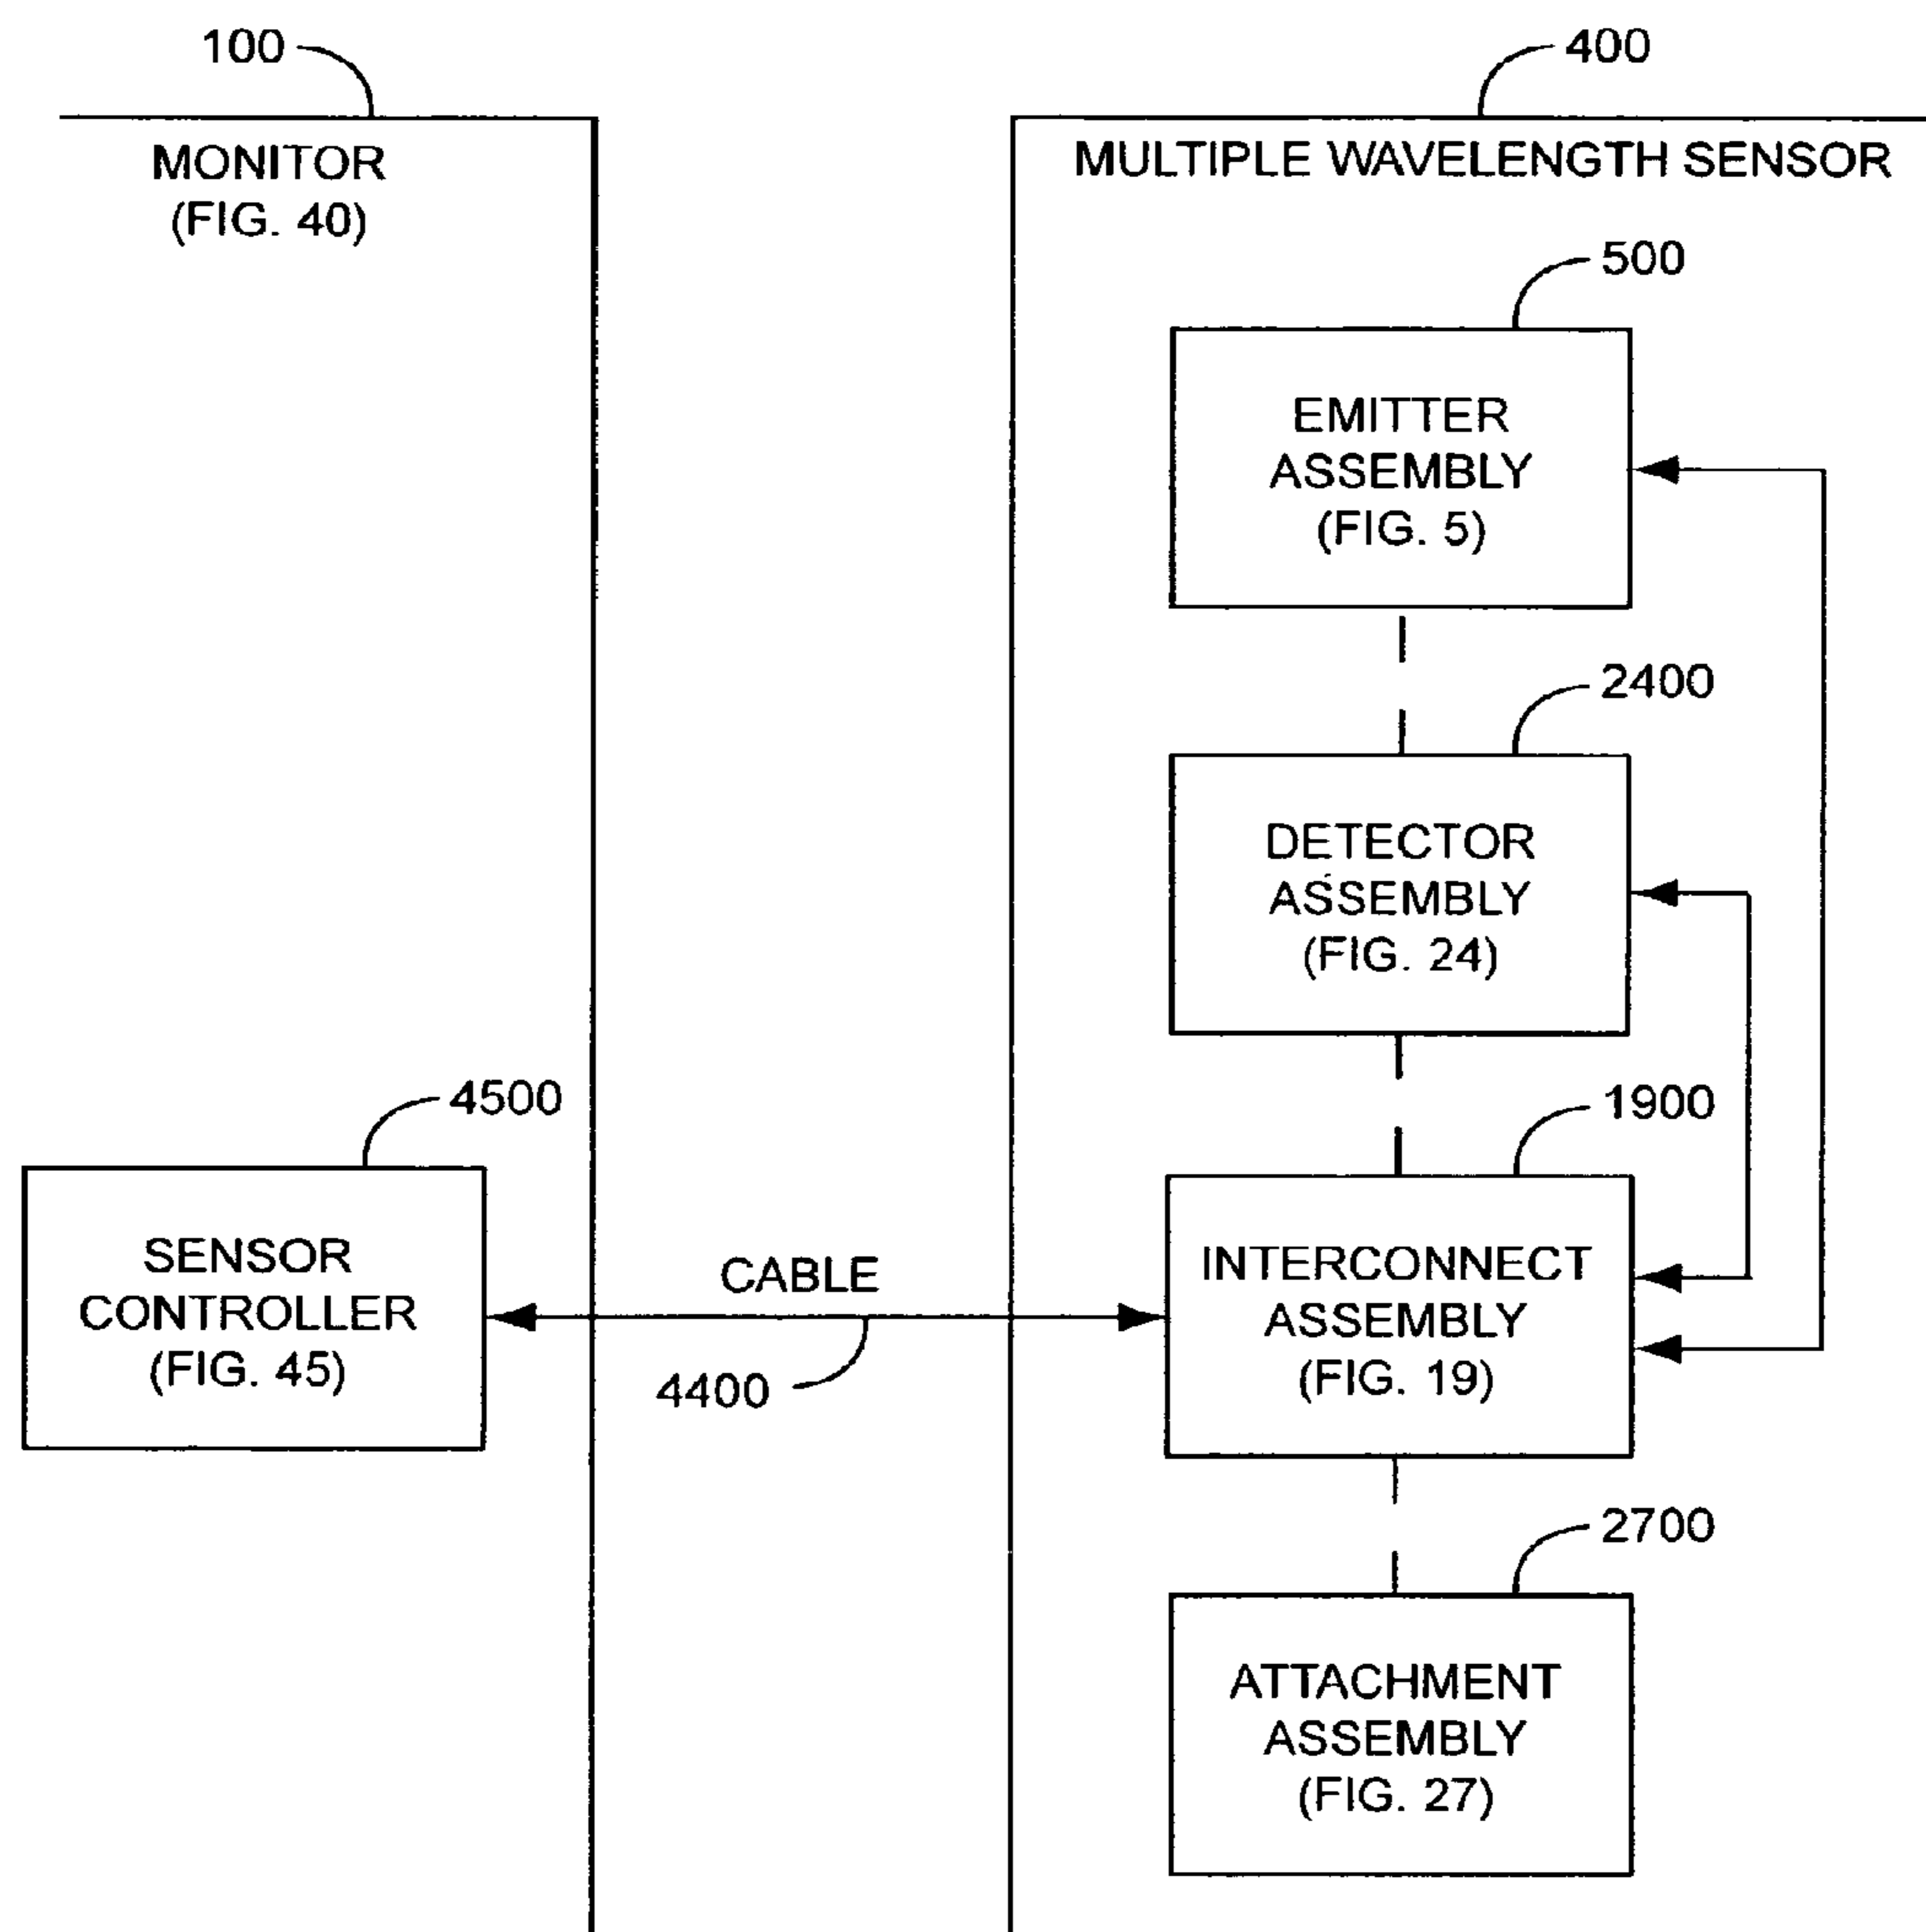 100
MONITOR
(FIG. 40)
400
MULTIPLE WAVELENGTH SENSOR
500
EMITTER
ASSEMBLY
(FIG. 5)
2400
DETECTOR
ASSEMBLY
(FIG. 24)
4500
SENSOR
CONTROLLER
(FIG. 45)
CABLE
4400
1900
INTERCONNECT
ASSEMBLY
(FIG. 19)
2700
ATTACHMENT
ASSEMBLY
(FIG. 27)